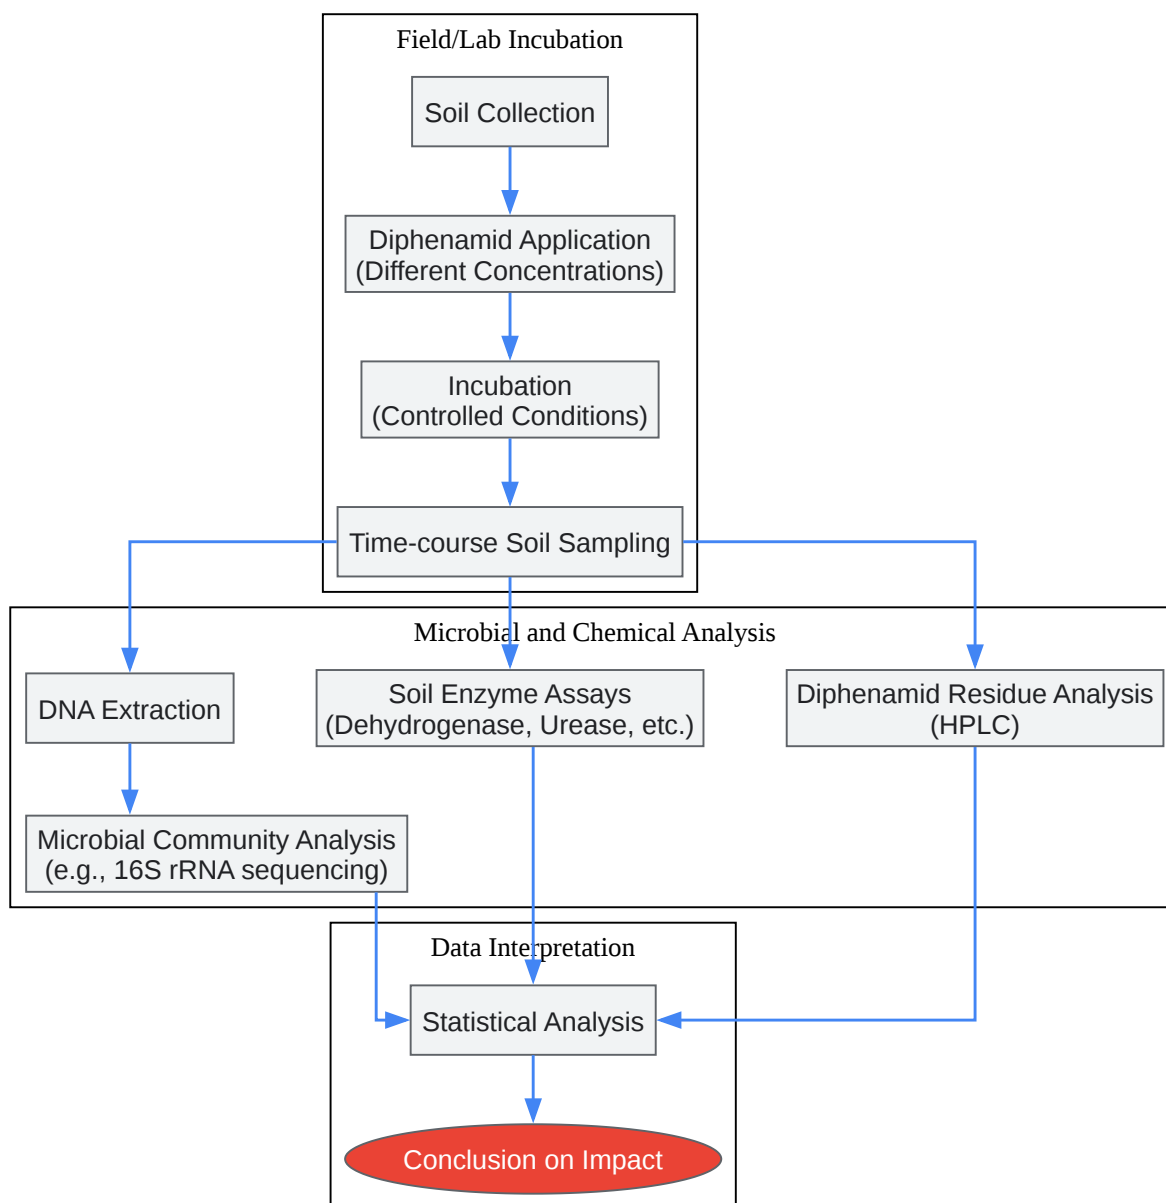 Field/Lab Incubation
Soil Collection
Diphenamid Application
(Different Concentrations)
Incubation
(Controlled Conditions)
Time-course Soil Sampling
Microbial and Chemical Analysis
DNA Extraction
Soil Enzyme Assays
(Dehydrogenase, Urease, etc.)
Diphenamid Residue Analysis
(HPLC)
Microbial Community Analysis
(e.g., 16S rRNA sequencing)
Data Interpretation
Statistical Analysis
Conclusion on Impact